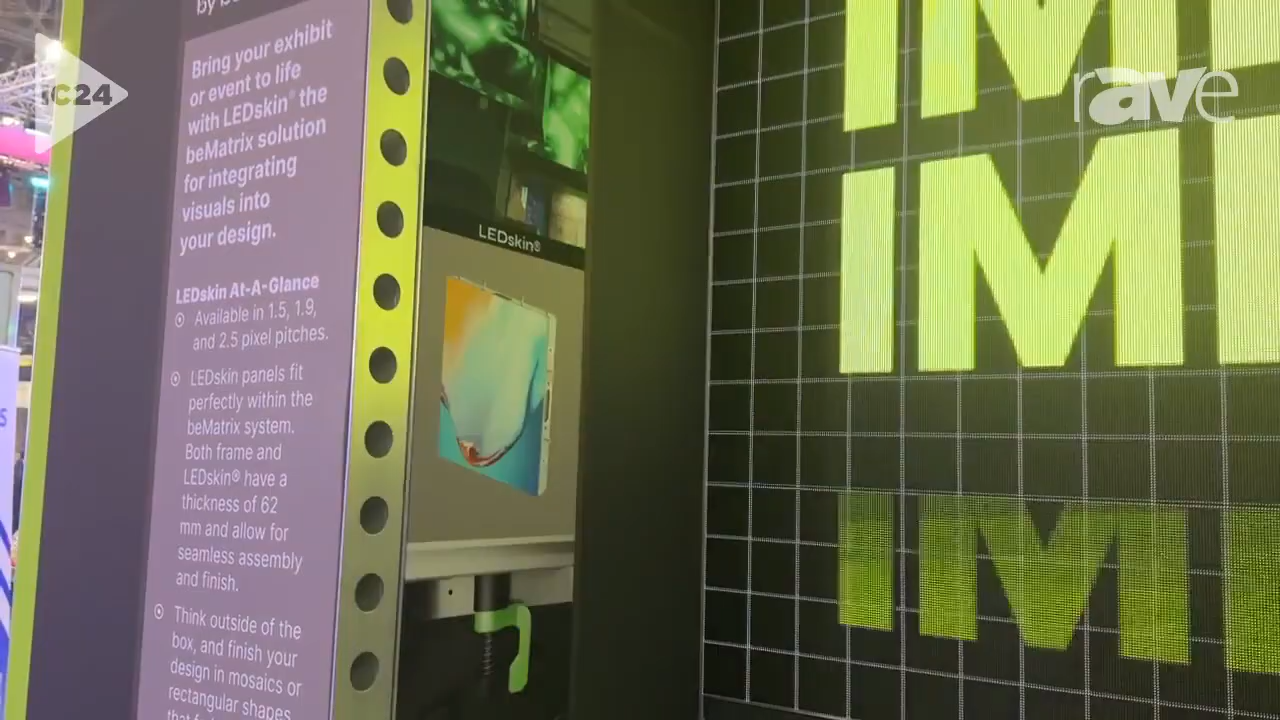 Bring your exhibit
or event to life
with LEDskin® the
beMatrix solution
for integrating
visuals into
your design.
LEDskin At-A-Glance
Available in 1.5, 1.9,
and 2.5 pixel pitches.
LEDskin panels fit
perfectly within the
beMatrix system.
Both frame and
LEDskin® have a
thickness of 62
mm and allow for
seamless assembly
and finish.
Think outside of the
box, and finish your
design in mosaics or
rectangular shapes
LEDskin®
IM
IM
IM
rave
IC24